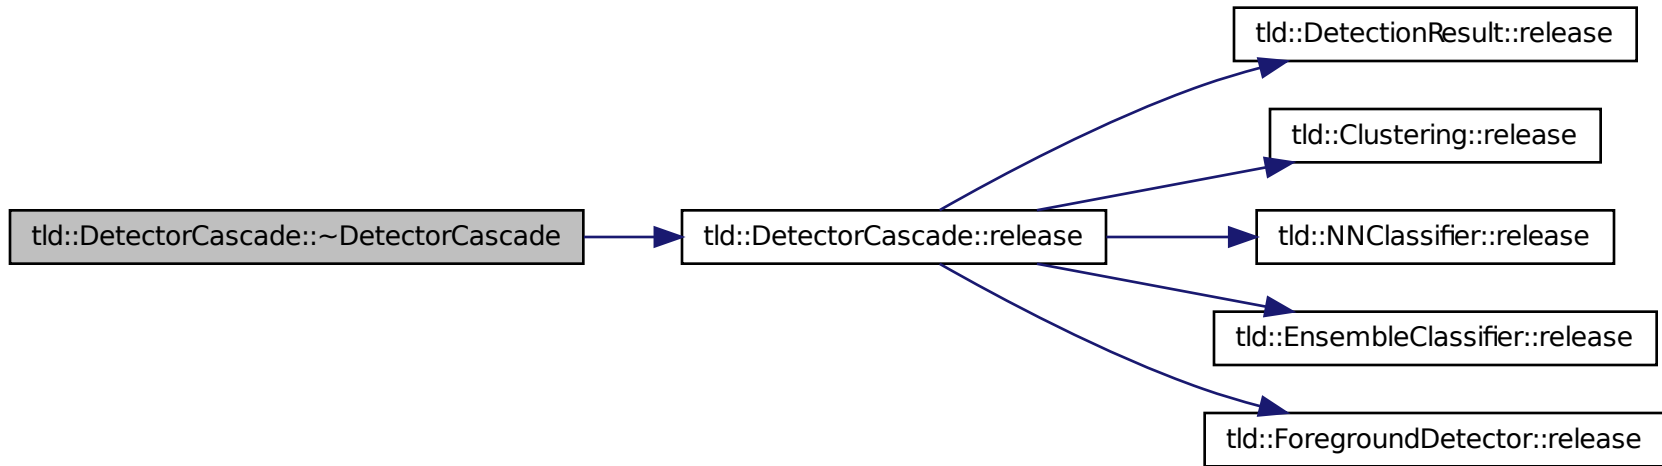 tld::DetectionResult::release
tld::Clustering::release
tld::DetectorCascade::~DetectorCascade
tld::DetectorCascade::release
tld::NNClassifier::release
tld::EnsembleClassifier::release
tld::ForegroundDetector::release